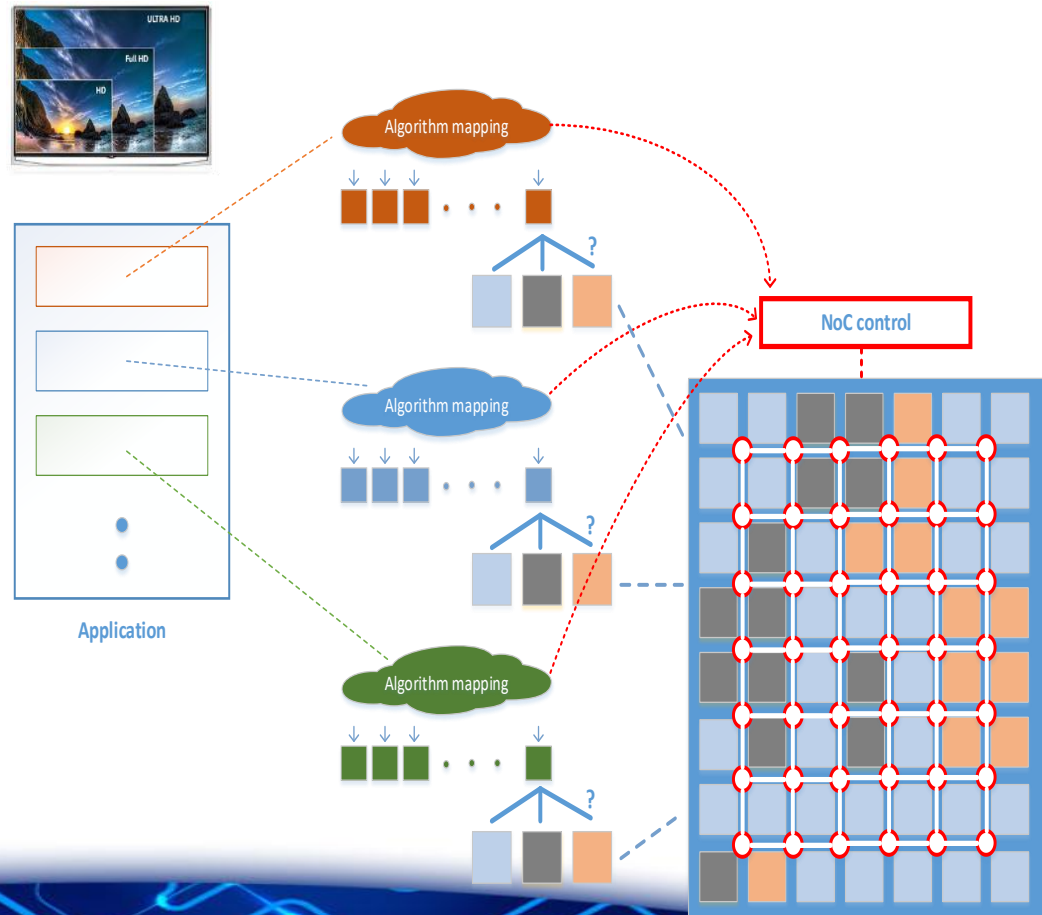 ULTRA HD
Full HD
HD
Algorithm mapping
?
NoC control
Algorithm mapping
?
Application
Algorithm mapping
?